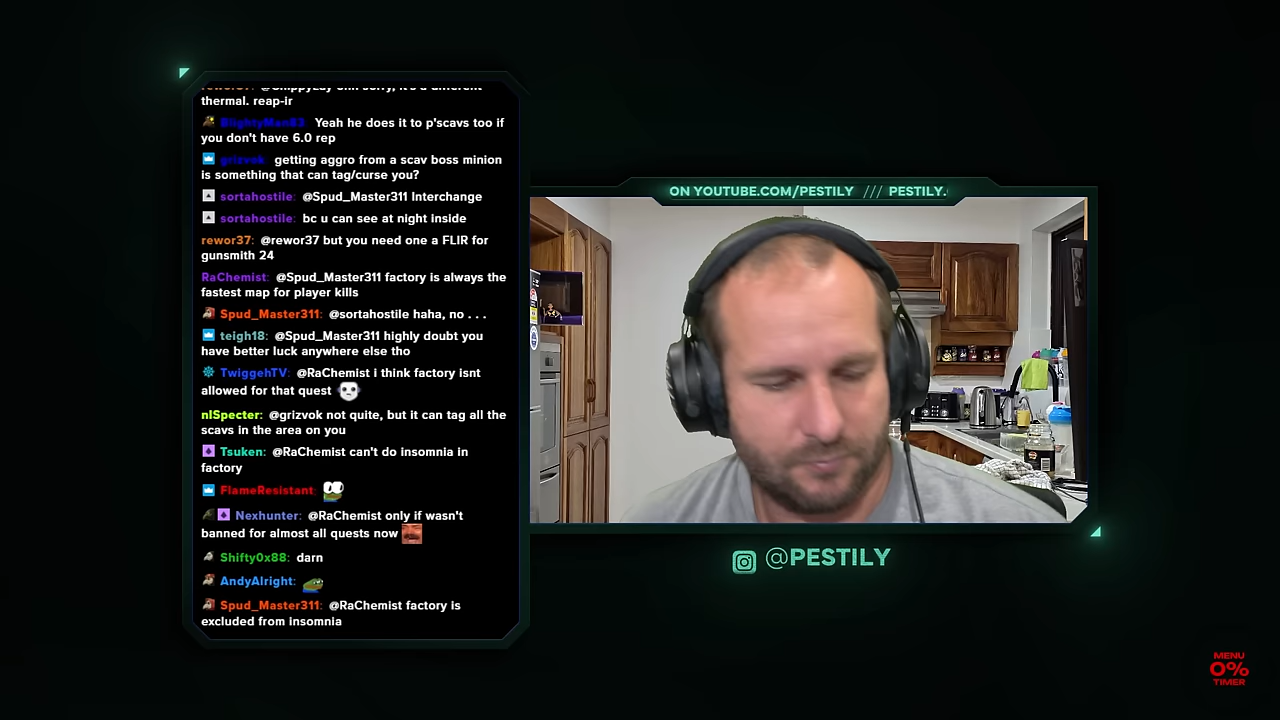 thermal. reap-ir
BlightyMan83: Yeah he does it to p'scavs too if
you don't have 6.0 rep
grizvok: getting aggro from a scav boss minion
is something that can tag/curse you?
sortahostile: @Spud_Master311 Interchange
sortahostile: bc u can see at night inside
rewor37: @rewor37 but you need one a FLIR for
gunsmith 24
RaChemist: @Spud_Master311 factory is always the
fastest map for player kills
Spud_Master311: @sortahostile haha, no . . .
teigh18: @Spud_Master311 highly doubt you
have better luck anywhere else tho
TwiggehTV: @RaChemist i think factory isnt
allowed for that quest
nlSpecter: @grizvok not quite, but it can tag all the
scavs in the area on you
Tsuken: @RaChemist can't do insomnia in
factory
FlameResistant:
Nexhunter: @RaChemist only if wasn't
banned for almost all quests now
Shifty0x88: darn
AndyAlright:
Spud_Master311: @RaChemist factory is
excluded from insomnia
ON YOUTUBE.COM/PESTILY /// PESTILY.
@PESTILY
MENU
0%
TIMER